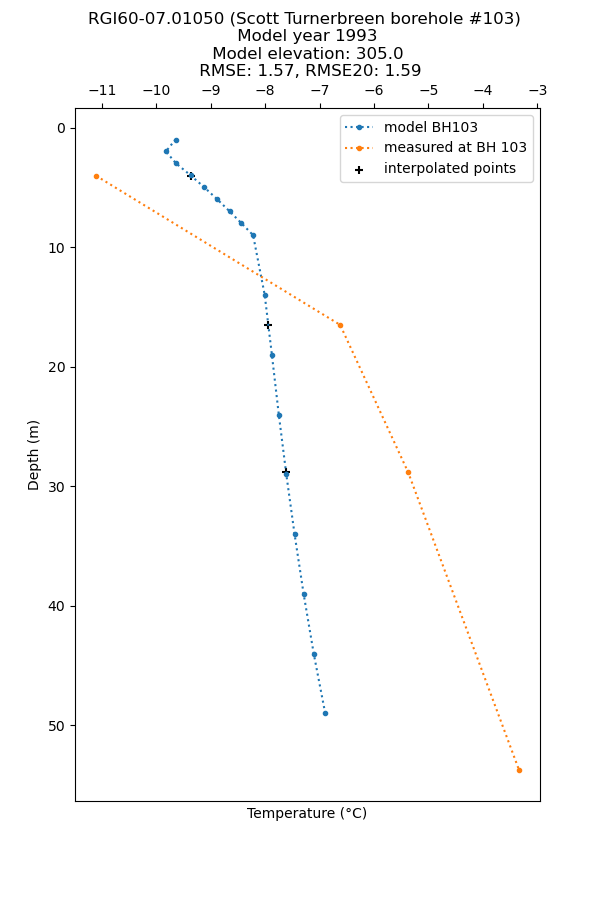 RGI60-07.01050 (Scott Turnerbreen borehole #103)
Model year 1993
Model elevation: 305.0
RMSE: 1.57, RMSE20: 1.59
−11 −10 −9 −8 −7 −6 −5 −4 −3
model BH103
measured at BH 103
interpolated points
0
10
20
30
40
50
Depth (m)
Temperature (°C)